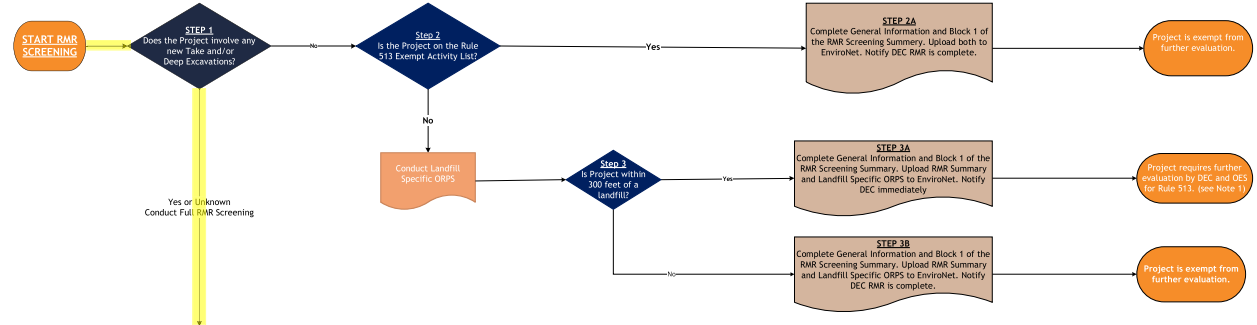 START RMR
SCREENING
STEP 1
Does the Project involve any
new Take and/or
Deep Excavations?
No
Step 2
Is the Project on the Rule
513 Exempt Activity List?
Yes
STEP 2A
Complete General Information and Block 1 of
the RMR Screening Summary. Upload both to
EnviroNet. Notify DEC RMR is complete.
Project is exempt from
further evaluation.
No
Conduct Landfill
Specific ORPS
Step 3
Is Project within
300 feet of a
landfill?
Yes
STEP 3A
Complete General Information and Block 1 of the
RMR Screening Summary. Upload RMR Summary
and Landfill Specific ORPS to EnviroNet. Notify
DEC immediately
Project requires further
evaluation by DEC and OES
for Rule 513. (see Note 1)
Yes or Unknown
Conduct Full RMR Screening
No
STEP 3B
Complete General Information and Block 1 of the
RMR Screening Summary. Upload RMR Summary
and Landfill Specific ORPS to EnviroNet. Notify
DEC RMR is complete.
Project is exempt from
further evaluation.